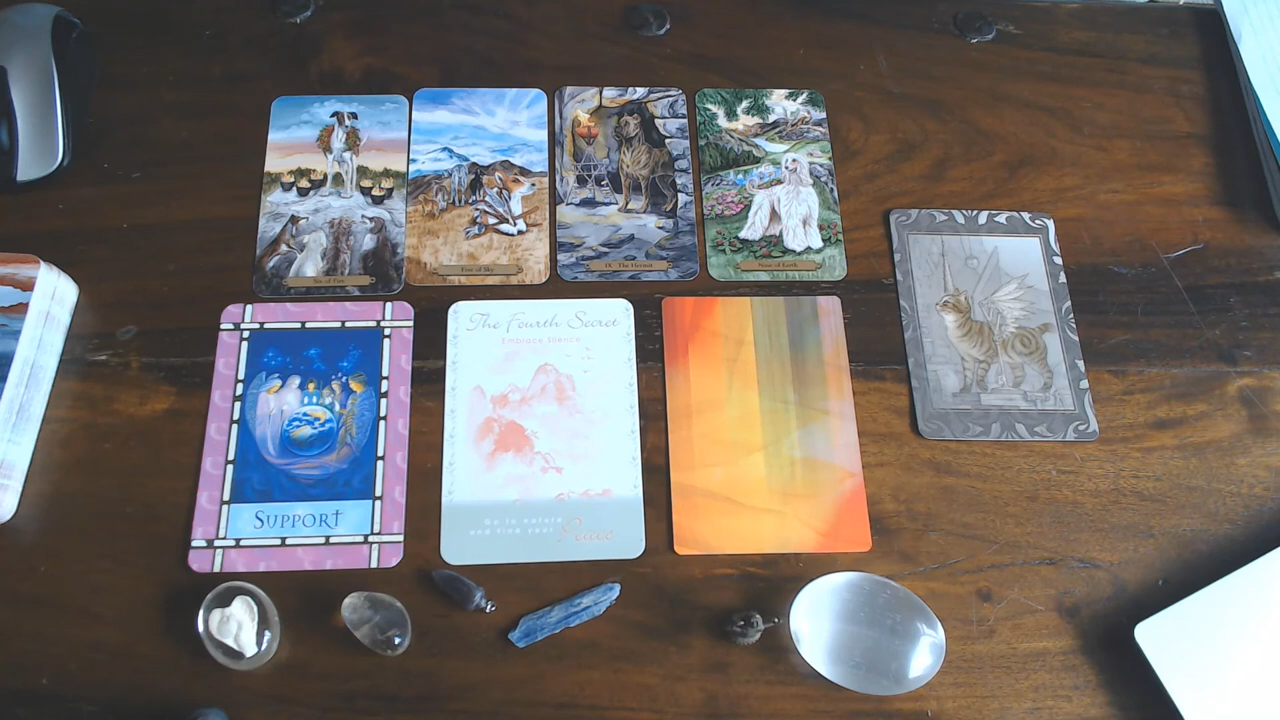 Six of Fire
Five of Sky
IX. The Hermit
Nine of Earth
Support
The Fourth Secret
Embrace Silence
Go to nature
and find your Peace